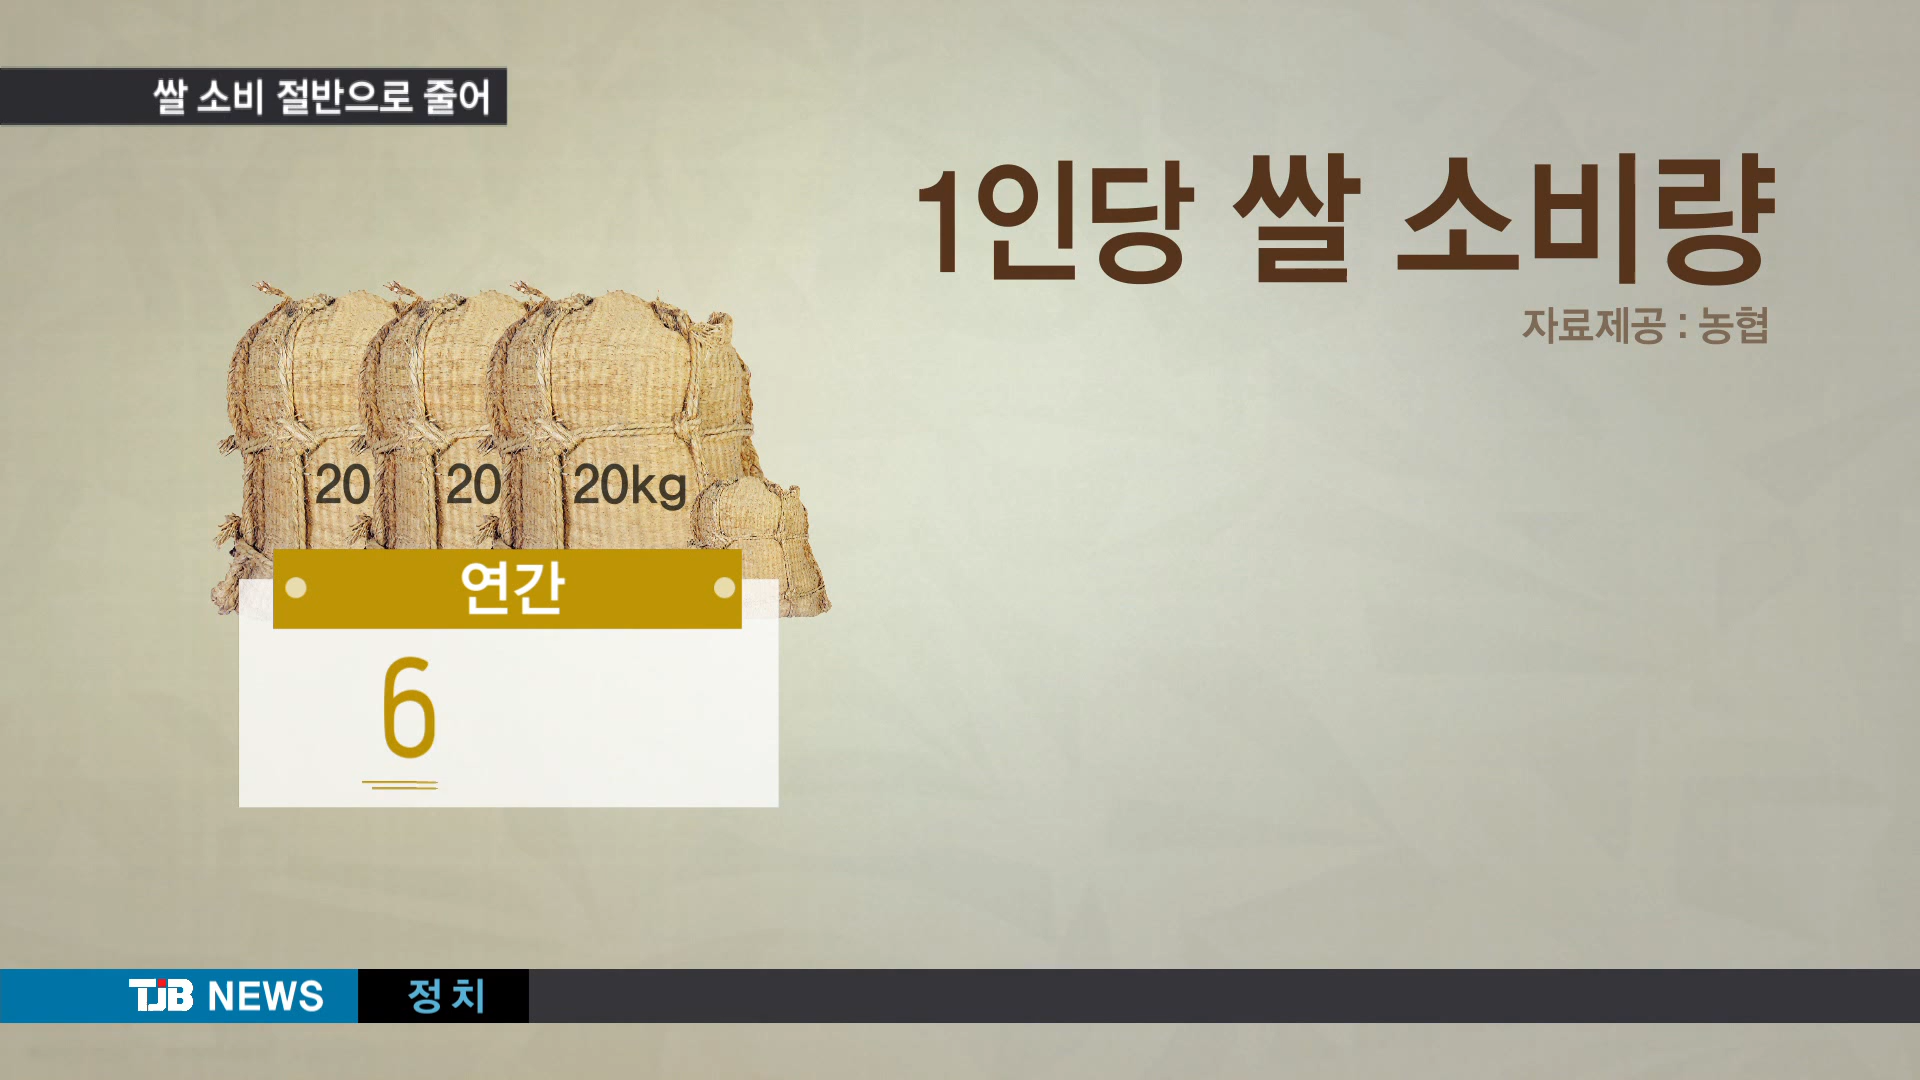 쌀 소비 절반으로 줄어
1인당 쌀 소비량
자료제공 : 농협
20 20 20kg
연간
6
TJB NEWS 정치